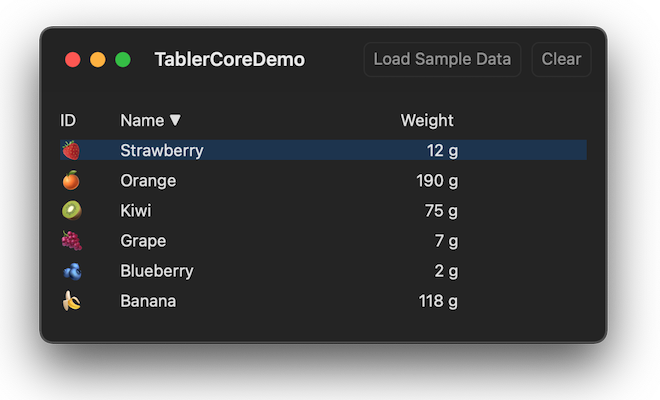 TablerCoreDemo Load Sample Data Clear
ID Name ▼ Weight
🍓 Strawberry 12 g
🍊 Orange 190 g
🥝 Kiwi 75 g
🍇 Grape 7 g
🫐 Blueberry 2 g
🍌 Banana 118 g